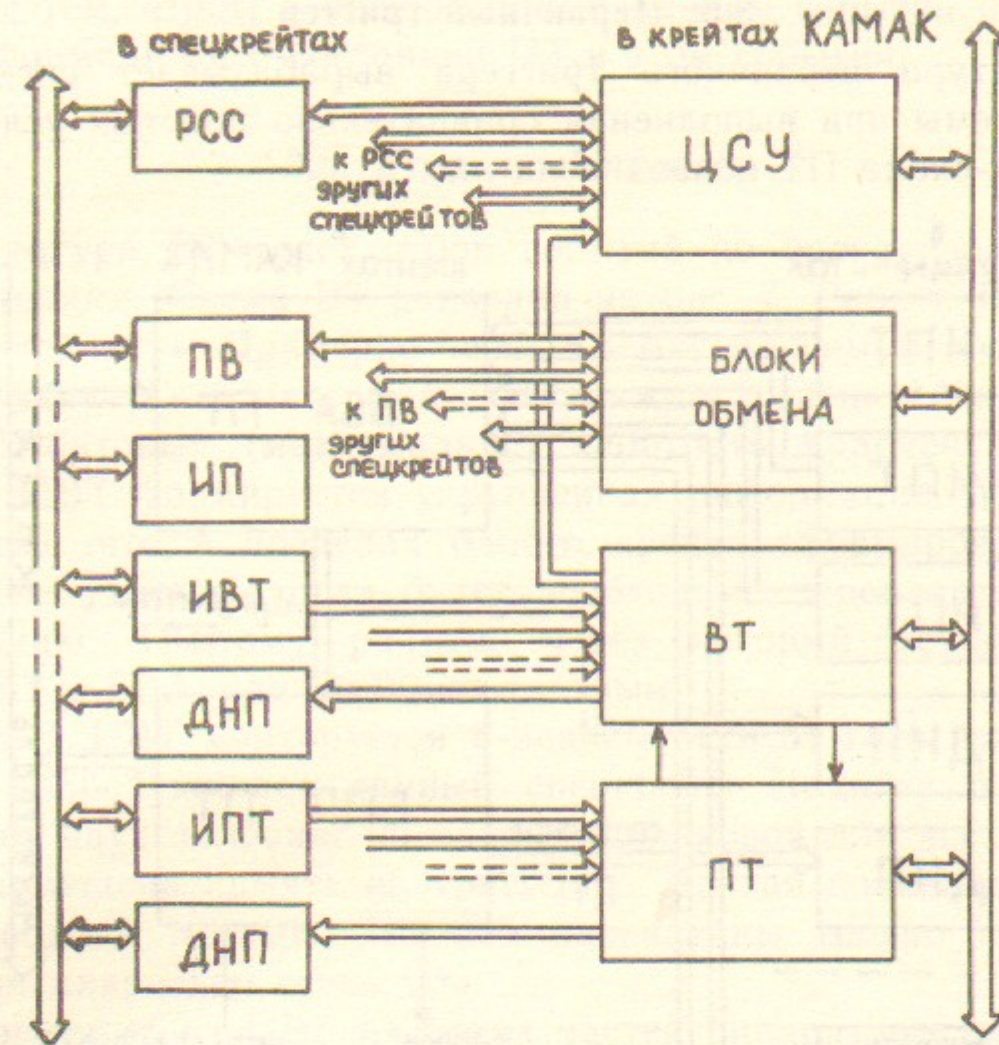 в спецкрейтах
в крейтах КАМАК
РСС
ЦСУ
к РСС
других
спецкрейтов
ПВ
БЛОКИ
ОБМЕНА
к ПВ
других
спецкрейтов
ИП
ИВТ
ВТ
ДНП
ИПТ
ПТ
ДНП